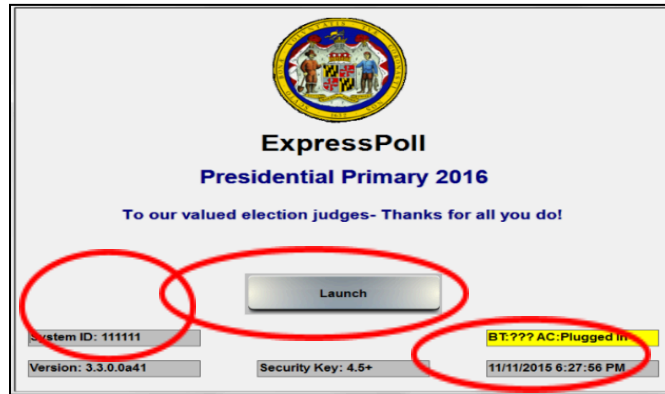 ExpressPoll
Presidential Primary 2016
To our valued election judges- Thanks for all you do!
Launch
System ID: 111111
BT:??? AC:Plugged in
Version: 3.3.0.0a41
Security Key: 4.5+
11/11/2015 6:27:56 PM